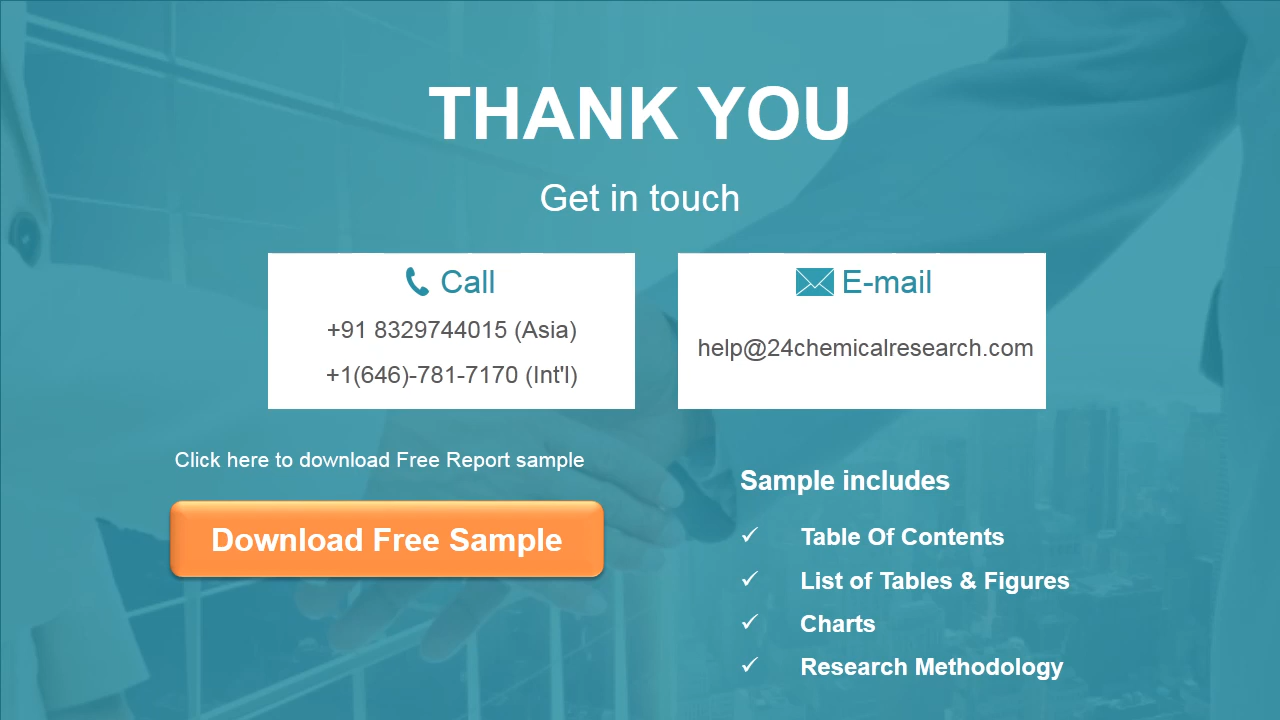 THANK YOU
Get in touch
Call
+91 8329744015 (Asia)
+1(646)-781-7170 (Int'l)
E-mail
help@24chemicalresearch.com
Click here to download Free Report sample
Download Free Sample
Sample includes
✓ Table Of Contents
✓ List of Tables & Figures
✓ Charts
✓ Research Methodology